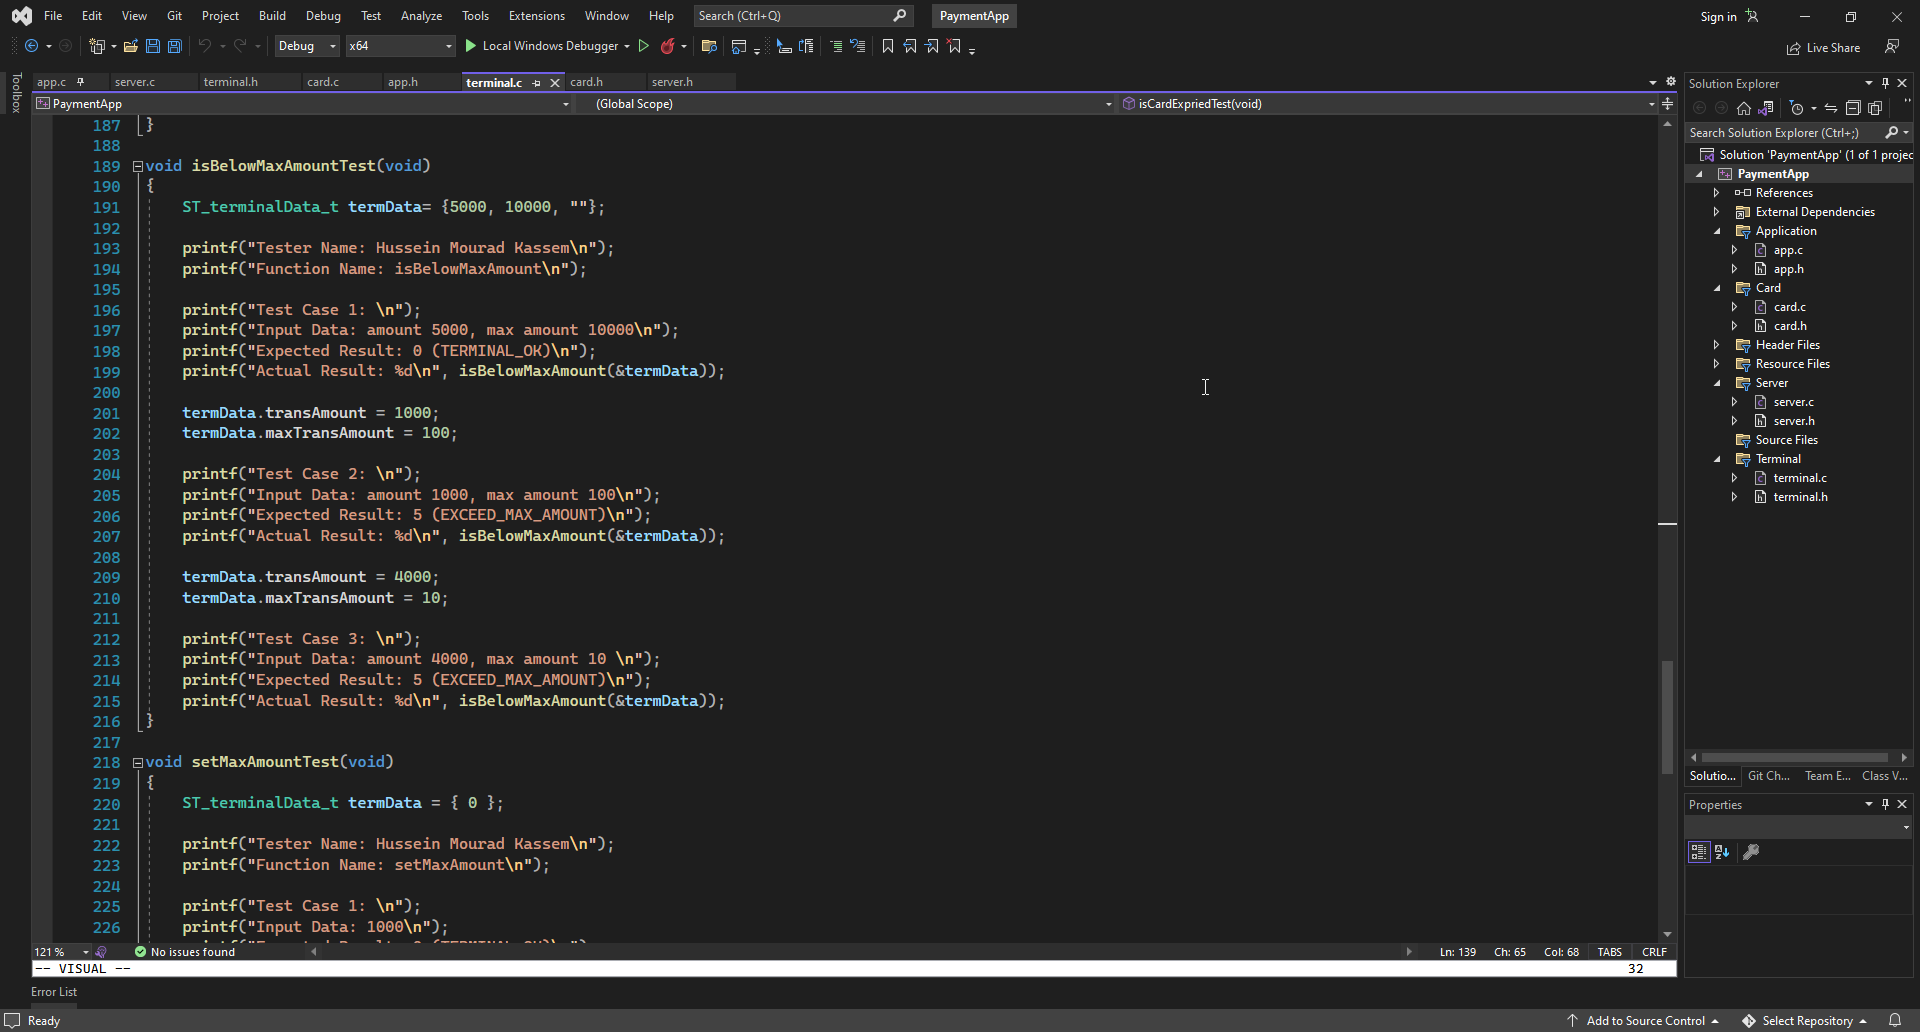 File Edit View Git Project Build Debug Test Analyze Tools Extensions Window Help Search (Ctrl+Q) PaymentApp Sign in
Debug x64 Local Windows Debugger Live Share
Toolbox
app.c server.c terminal.h card.c app.h terminal.c card.h server.h
PaymentApp (Global Scope) isCardExpriedTest(void)
187 }
188
189 void isBelowMaxAmountTest(void)
190 {
191 ST_terminalData_t termData= {5000, 10000, ""};
192
193 printf("Tester Name: Hussein Mourad Kassem\n");
194 printf("Function Name: isBelowMaxAmount\n");
195
196 printf("Test Case 1: \n");
197 printf("Input Data: amount 5000, max amount 10000\n");
198 printf("Expected Result: 0 (TERMINAL_OK)\n");
199 printf("Actual Result: %d\n", isBelowMaxAmount(&termData));
200
201 termData.transAmount = 1000;
202 termData.maxTransAmount = 100;
203
204 printf("Test Case 2: \n");
205 printf("Input Data: amount 1000, max amount 100\n");
206 printf("Expected Result: 5 (EXCEED_MAX_AMOUNT)\n");
207 printf("Actual Result: %d\n", isBelowMaxAmount(&termData));
208
209 termData.transAmount = 4000;
210 termData.maxTransAmount = 10;
211
212 printf("Test Case 3: \n");
213 printf("Input Data: amount 4000, max amount 10 \n");
214 printf("Expected Result: 5 (EXCEED_MAX_AMOUNT)\n");
215 printf("Actual Result: %d\n", isBelowMaxAmount(&termData));
216 }
217
218 void setMaxAmountTest(void)
219 {
220 ST_terminalData_t termData = { 0 };
221
222 printf("Tester Name: Hussein Mourad Kassem\n");
223 printf("Function Name: setMaxAmount\n");
224
225 printf("Test Case 1: \n");
226 printf("Input Data: 1000\n");
121 % No issues found Ln: 139 Ch: 65 Col: 68 TABS CRLF
-- VISUAL -- 32
Error List
Solution Explorer
Search Solution Explorer (Ctrl+;)
Solution 'PaymentApp' (1 of 1 projec
PaymentApp
References
External Dependencies
Application
app.c
app.h
Card
card.c
card.h
Header Files
Resource Files
Server
server.c
server.h
Source Files
Terminal
terminal.c
terminal.h
Solutio... Git Ch... Team E... Class V...
Properties
Ready Add to Source Control Select Repository